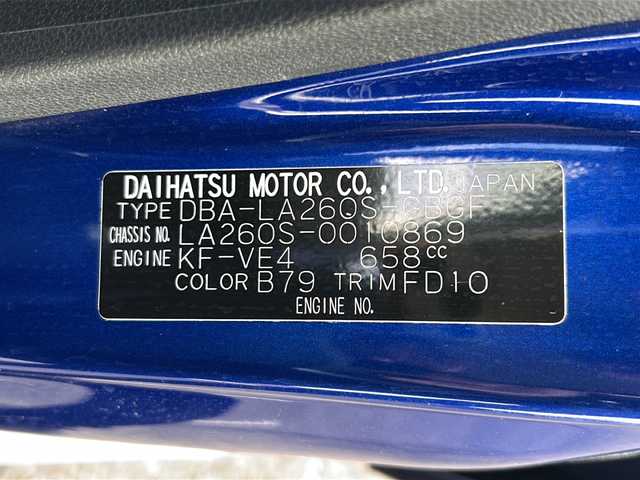 DAIHATSU MOTOR CO.,LTD. JAPAN
TYPE DBA-LA260S-GBGF
CHASSIS NO. LA260S-0010869
ENGINE KF-VE4 658cc
COLOR B79 TRIM FD10
ENGINE NO.